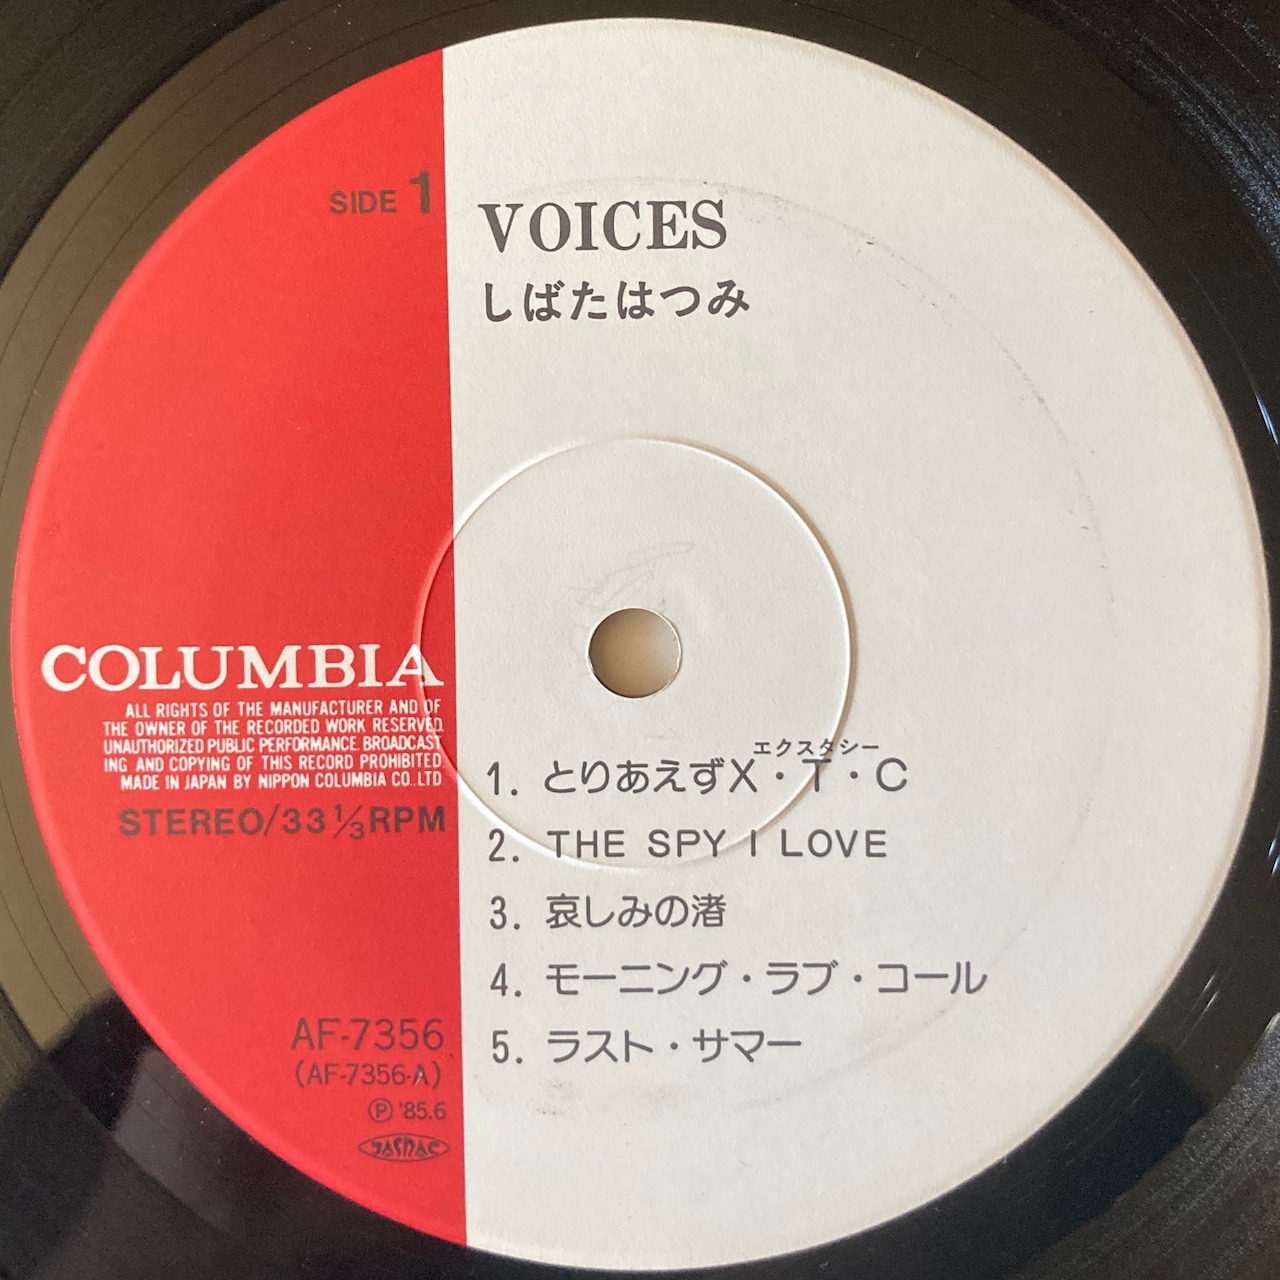 SIDE 1
VOICES
しばたはつみ
COLUMBIA
ALL RIGHTS OF THE MANUFACTURER AND OF
THE OWNER OF THE RECORDED WORK RESERVED
UNAUTHORIZED PUBLIC PERFORMANCE. BROADCAST
ING AND COPYING OF THIS RECORD PROHIBITED
MADE IN JAPAN BY NIPPON COLUMBIA CO.,LTD
STEREO/33 1/3 RPM
エクスタシー
1. とりあえずX・T・C
2. THE SPY I LOVE
3. 哀しみの渚
4. モーニング・ラブ・コール
5. ラスト・サマー
AF-7356
(AF-7356-A)
Ⓟ '85.6
JASRAC